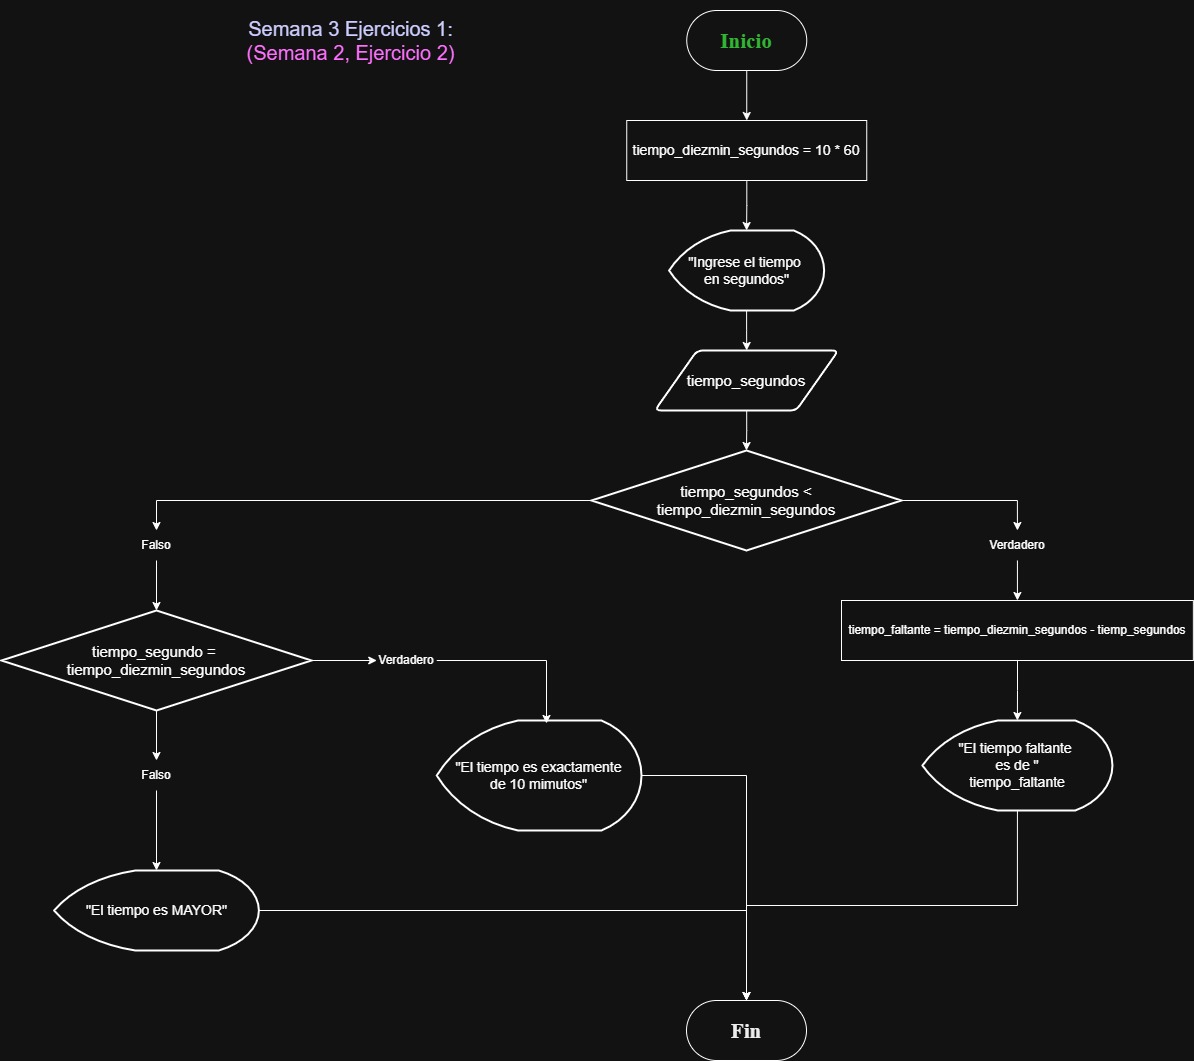 Semana 3 Ejercicios 1:
(Semana 2, Ejercicio 2)
Inicio
tiempo_diezmin_segundos = 10 * 60
"Ingrese el tiempo
en segundos"
tiempo_segundos
tiempo_segundos <
tiempo_diezmin_segundos
Falso
Verdadero
tiempo_faltante = tiempo_diezmin_segundos - tiemp_segundos
tiempo_segundo =
tiempo_diezmin_segundos
Verdadero
"El tiempo faltante
es de "
tiempo_faltante
"El tiempo es exactamente
de 10 mimutos"
Falso
"El tiempo es MAYOR"
Fin